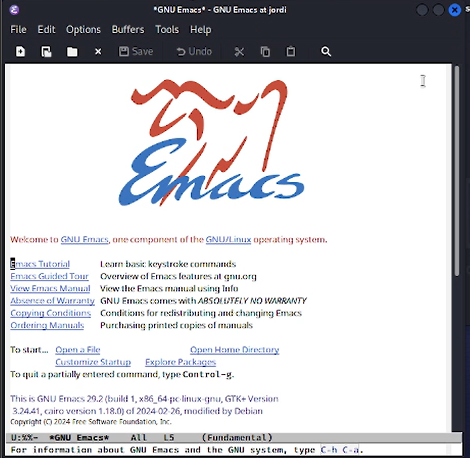 *GNU Emacs* - GNU Emacs at jordi
File Edit Options Buffers Tools Help
Save Undo
Emacs
Welcome to GNU Emacs, one component of the GNU/Linux operating system.
Emacs Tutorial Learn basic keystroke commands
Emacs Guided Tour Overview of Emacs features at gnu.org
View Emacs Manual View the Emacs manual using Info
Absence of Warranty GNU Emacs comes with ABSOLUTELY NO WARRANTY
Copying Conditions Conditions for redistributing and changing Emacs
Ordering Manuals Purchasing printed copies of manuals
To start... Open a File Open Home Directory
Customize Startup Explore Packages
To quit a partially entered command, type Control-g.
This is GNU Emacs 29.2 (build 1, x86_64-pc-linux-gnu, GTK+ Version
3.24.41, cairo version 1.18.0) of 2024-02-26, modified by Debian
Copyright (C) 2024 Free Software Foundation, Inc.
U:%%- *GNU Emacs* All L5 (Fundamental)
For information about GNU Emacs and the GNU system, type C-h C-a.